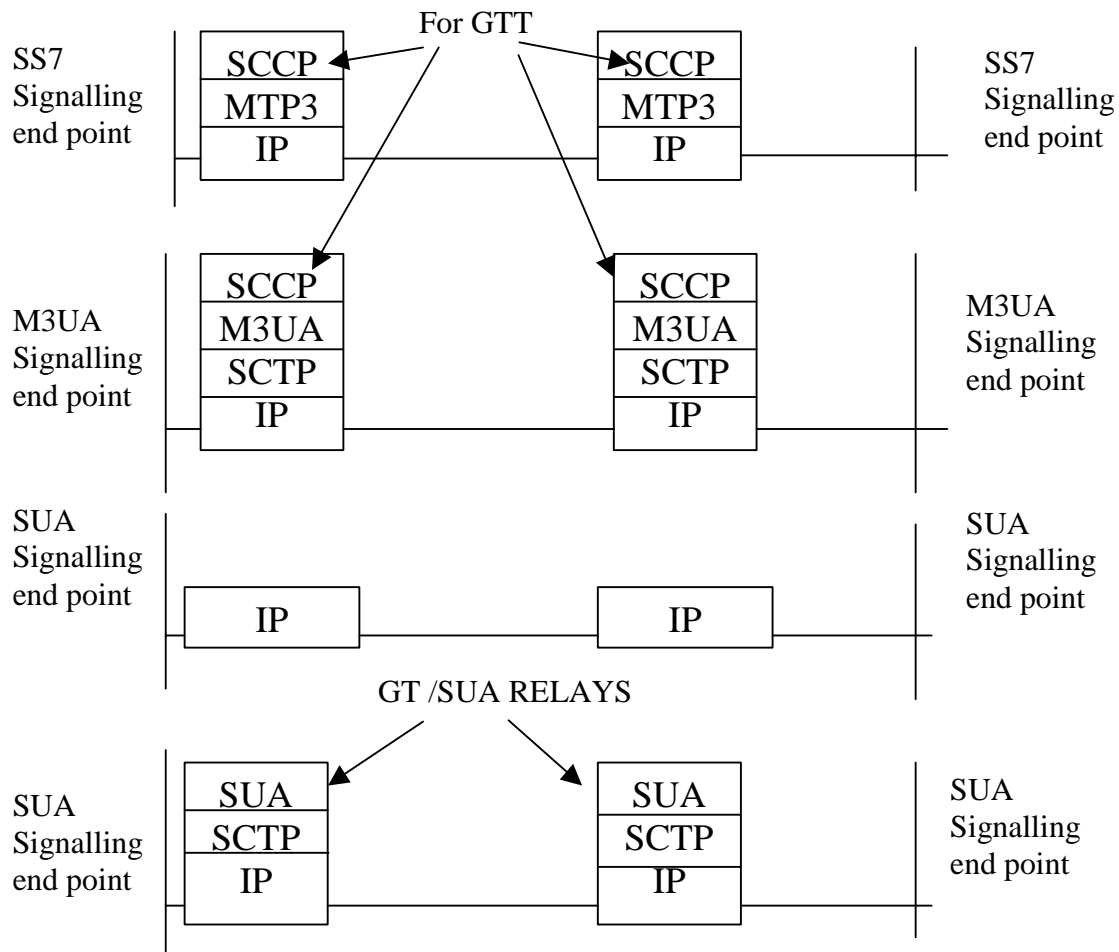 For GTT
SS7
Signalling
end point
SCCP
MTP3
IP
SCCP
MTP3
IP
SS7
Signalling
end point
M3UA
Signalling
end point
SCCP
M3UA
SCTP
IP
SCCP
M3UA
SCTP
IP
M3UA
Signalling
end point
SUA
Signalling
end point
IP
IP
SUA
Signalling
end point
GT /SUA RELAYS
SUA
Signalling
end point
SUA
SCTP
IP
SUA
SCTP
IP
SUA
Signalling
end point